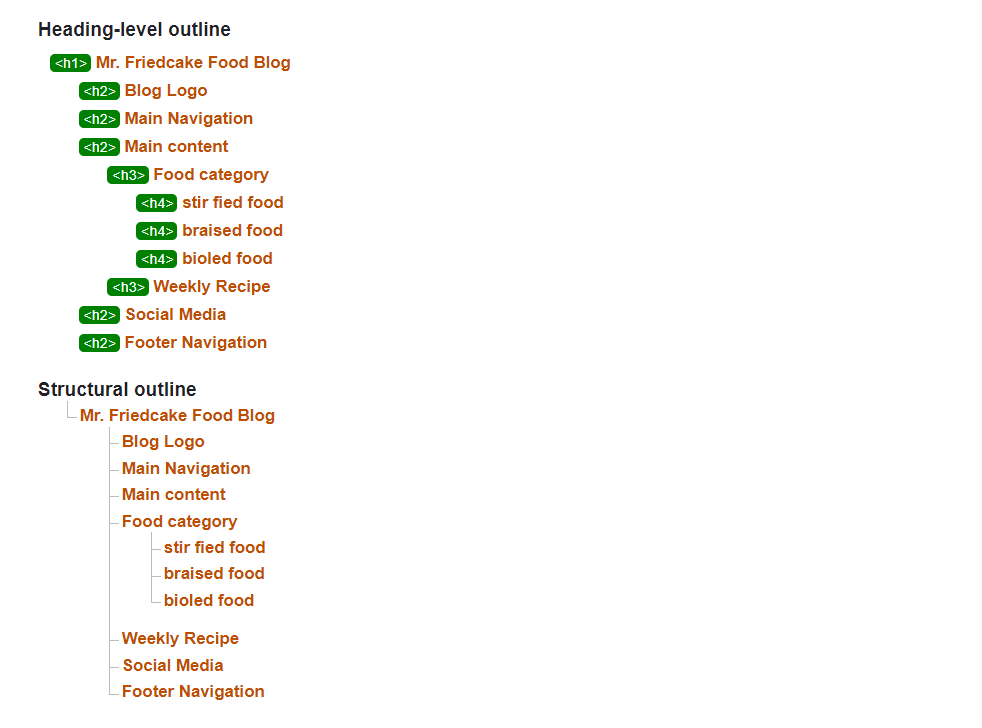 Heading-level outline
<h1> Mr. Friedcake Food Blog
<h2> Blog Logo
<h2> Main Navigation
<h2> Main content
<h3> Food category
<h4> stir fied food
<h4> braised food
<h4> bioled food
<h3> Weekly Recipe
<h2> Social Media
<h2> Footer Navigation
Structural outline
Mr. Friedcake Food Blog
Blog Logo
Main Navigation
Main content
Food category
stir fied food
braised food
bioled food
Weekly Recipe
Social Media
Footer Navigation